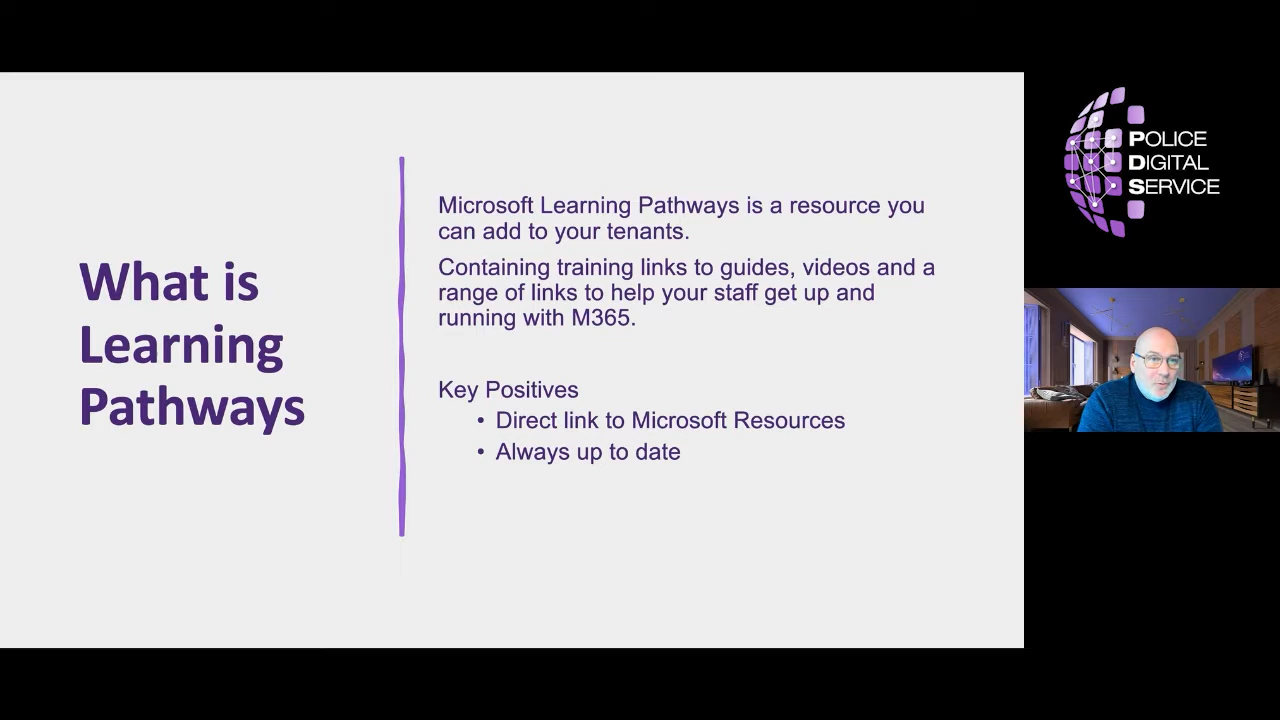 What is
Learning
Pathways
Microsoft Learning Pathways is a resource you
can add to your tenants.
Containing training links to guides, videos and a
range of links to help your staff get up and
running with M365.
Key Positives
• Direct link to Microsoft Resources
• Always up to date
POLICE
DIGITAL
SERVICE